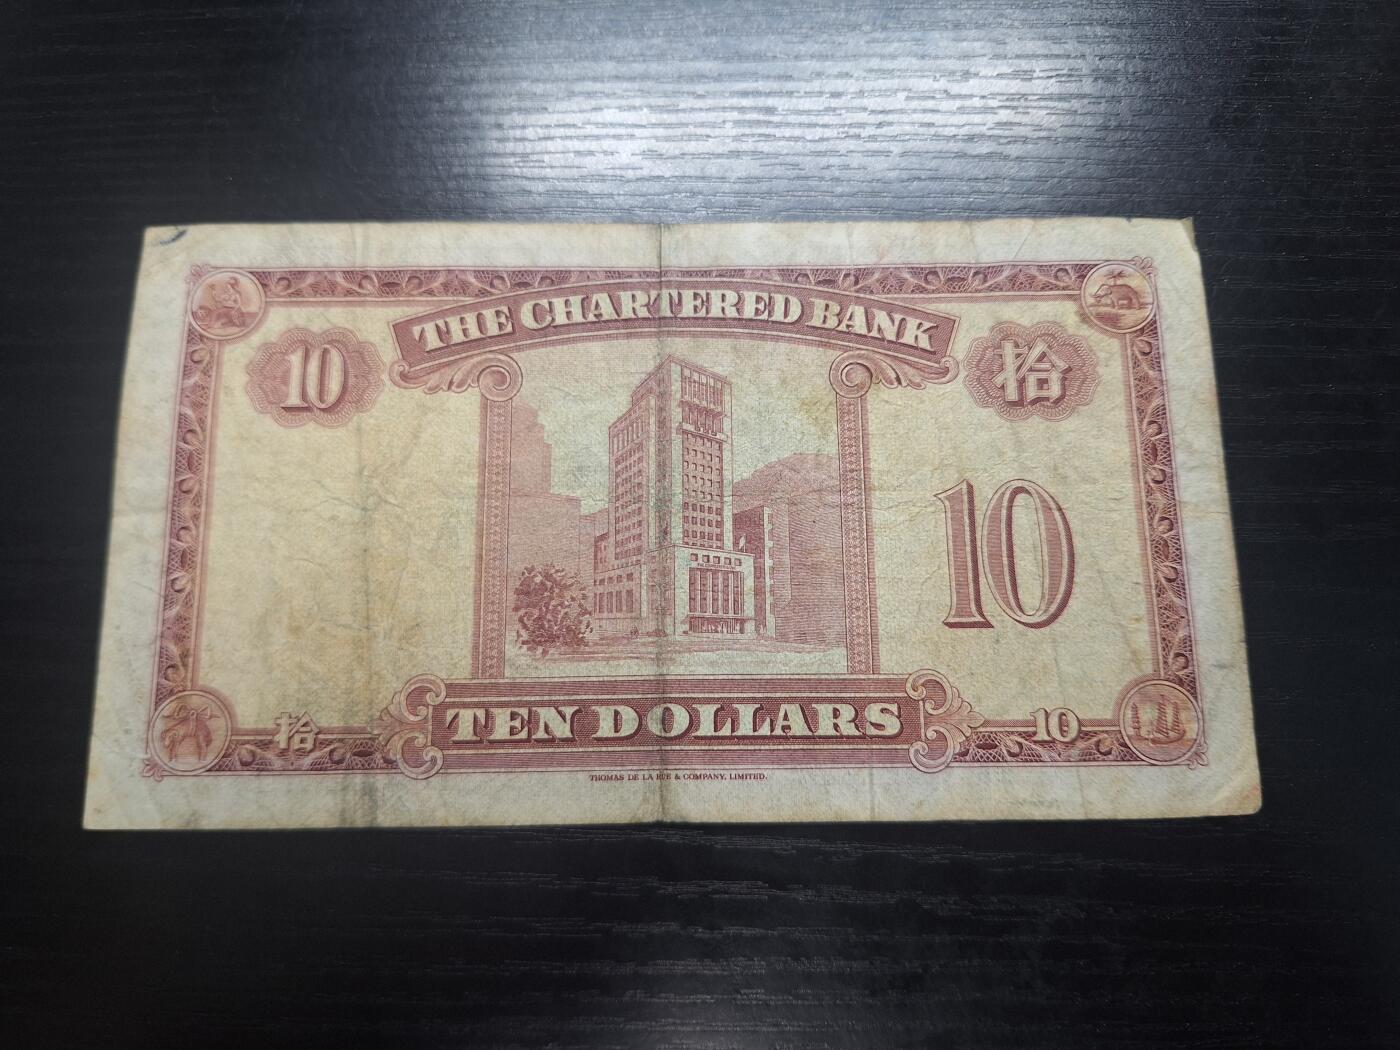 THE CHARTERED BANK
10
拾
10
TEN DOLLARS
拾
10
THOMAS DE LA RUE & COMPANY, LIMITED.